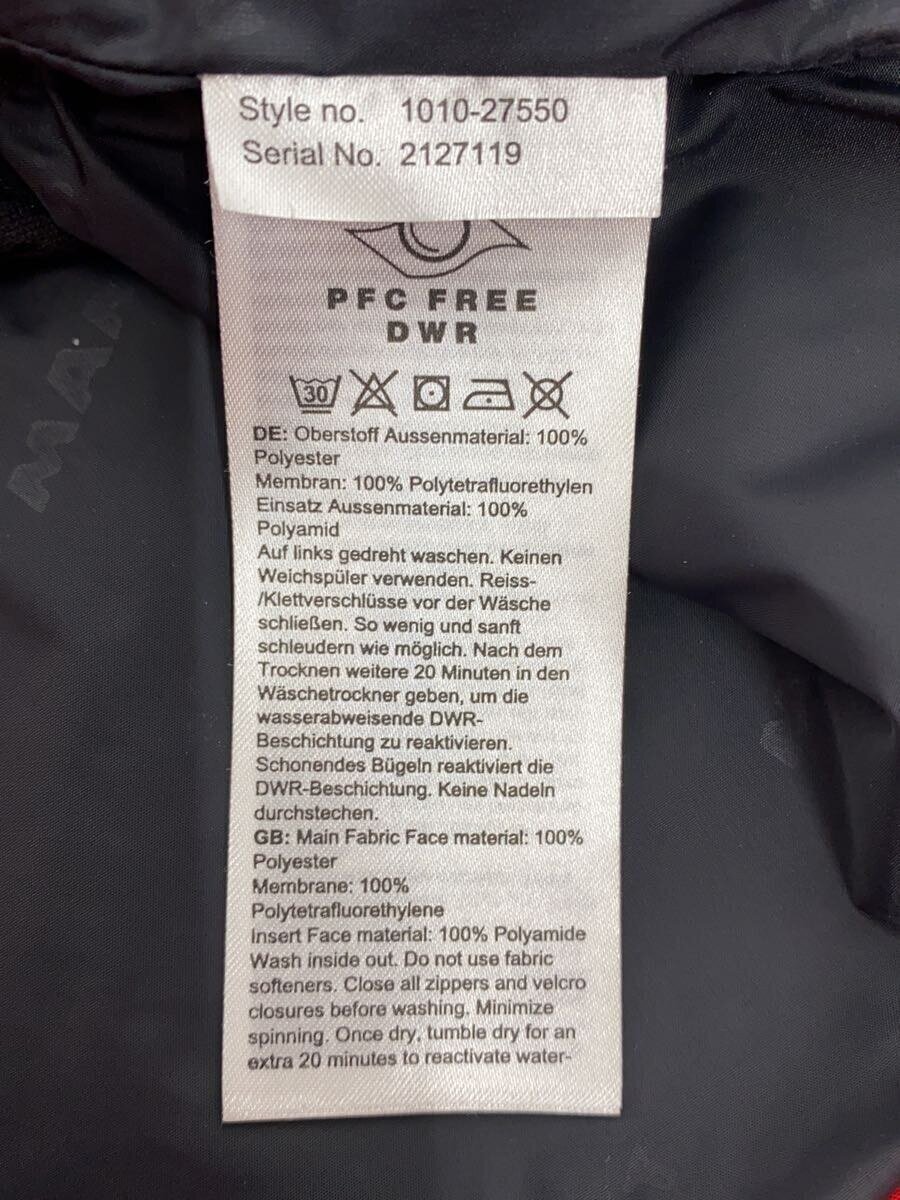 Style no. 1010-27550
Serial No. 2127119
PFC FREE
DWR
30
DE: Oberstoff Aussenmaterial: 100%
Polyester
Membran: 100% Polytetrafluorethylen
Einsatz Aussenmaterial: 100%
Polyamid
Auf links gedreht waschen. Keinen
Weichspüler verwenden. Reiss-
/Klettverschlüsse vor der Wäsche
schließen. So wenig und sanft
schleudern wie möglich. Nach dem
Trocknen weitere 20 Minuten in den
Wäschetrockner geben, um die
wasserabweisende DWR-
Beschichtung zu reaktivieren.
Schonendes Bügeln reaktiviert die
DWR-Beschichtung. Keine Nadeln
durchstechen.
GB: Main Fabric Face material: 100%
Polyester
Membrane: 100%
Polytetrafluorethylene
Insert Face material: 100% Polyamide
Wash inside out. Do not use fabric
softeners. Close all zippers and velcro
closures before washing. Minimize
spinning. Once dry, tumble dry for an
extra 20 minutes to reactivate water-